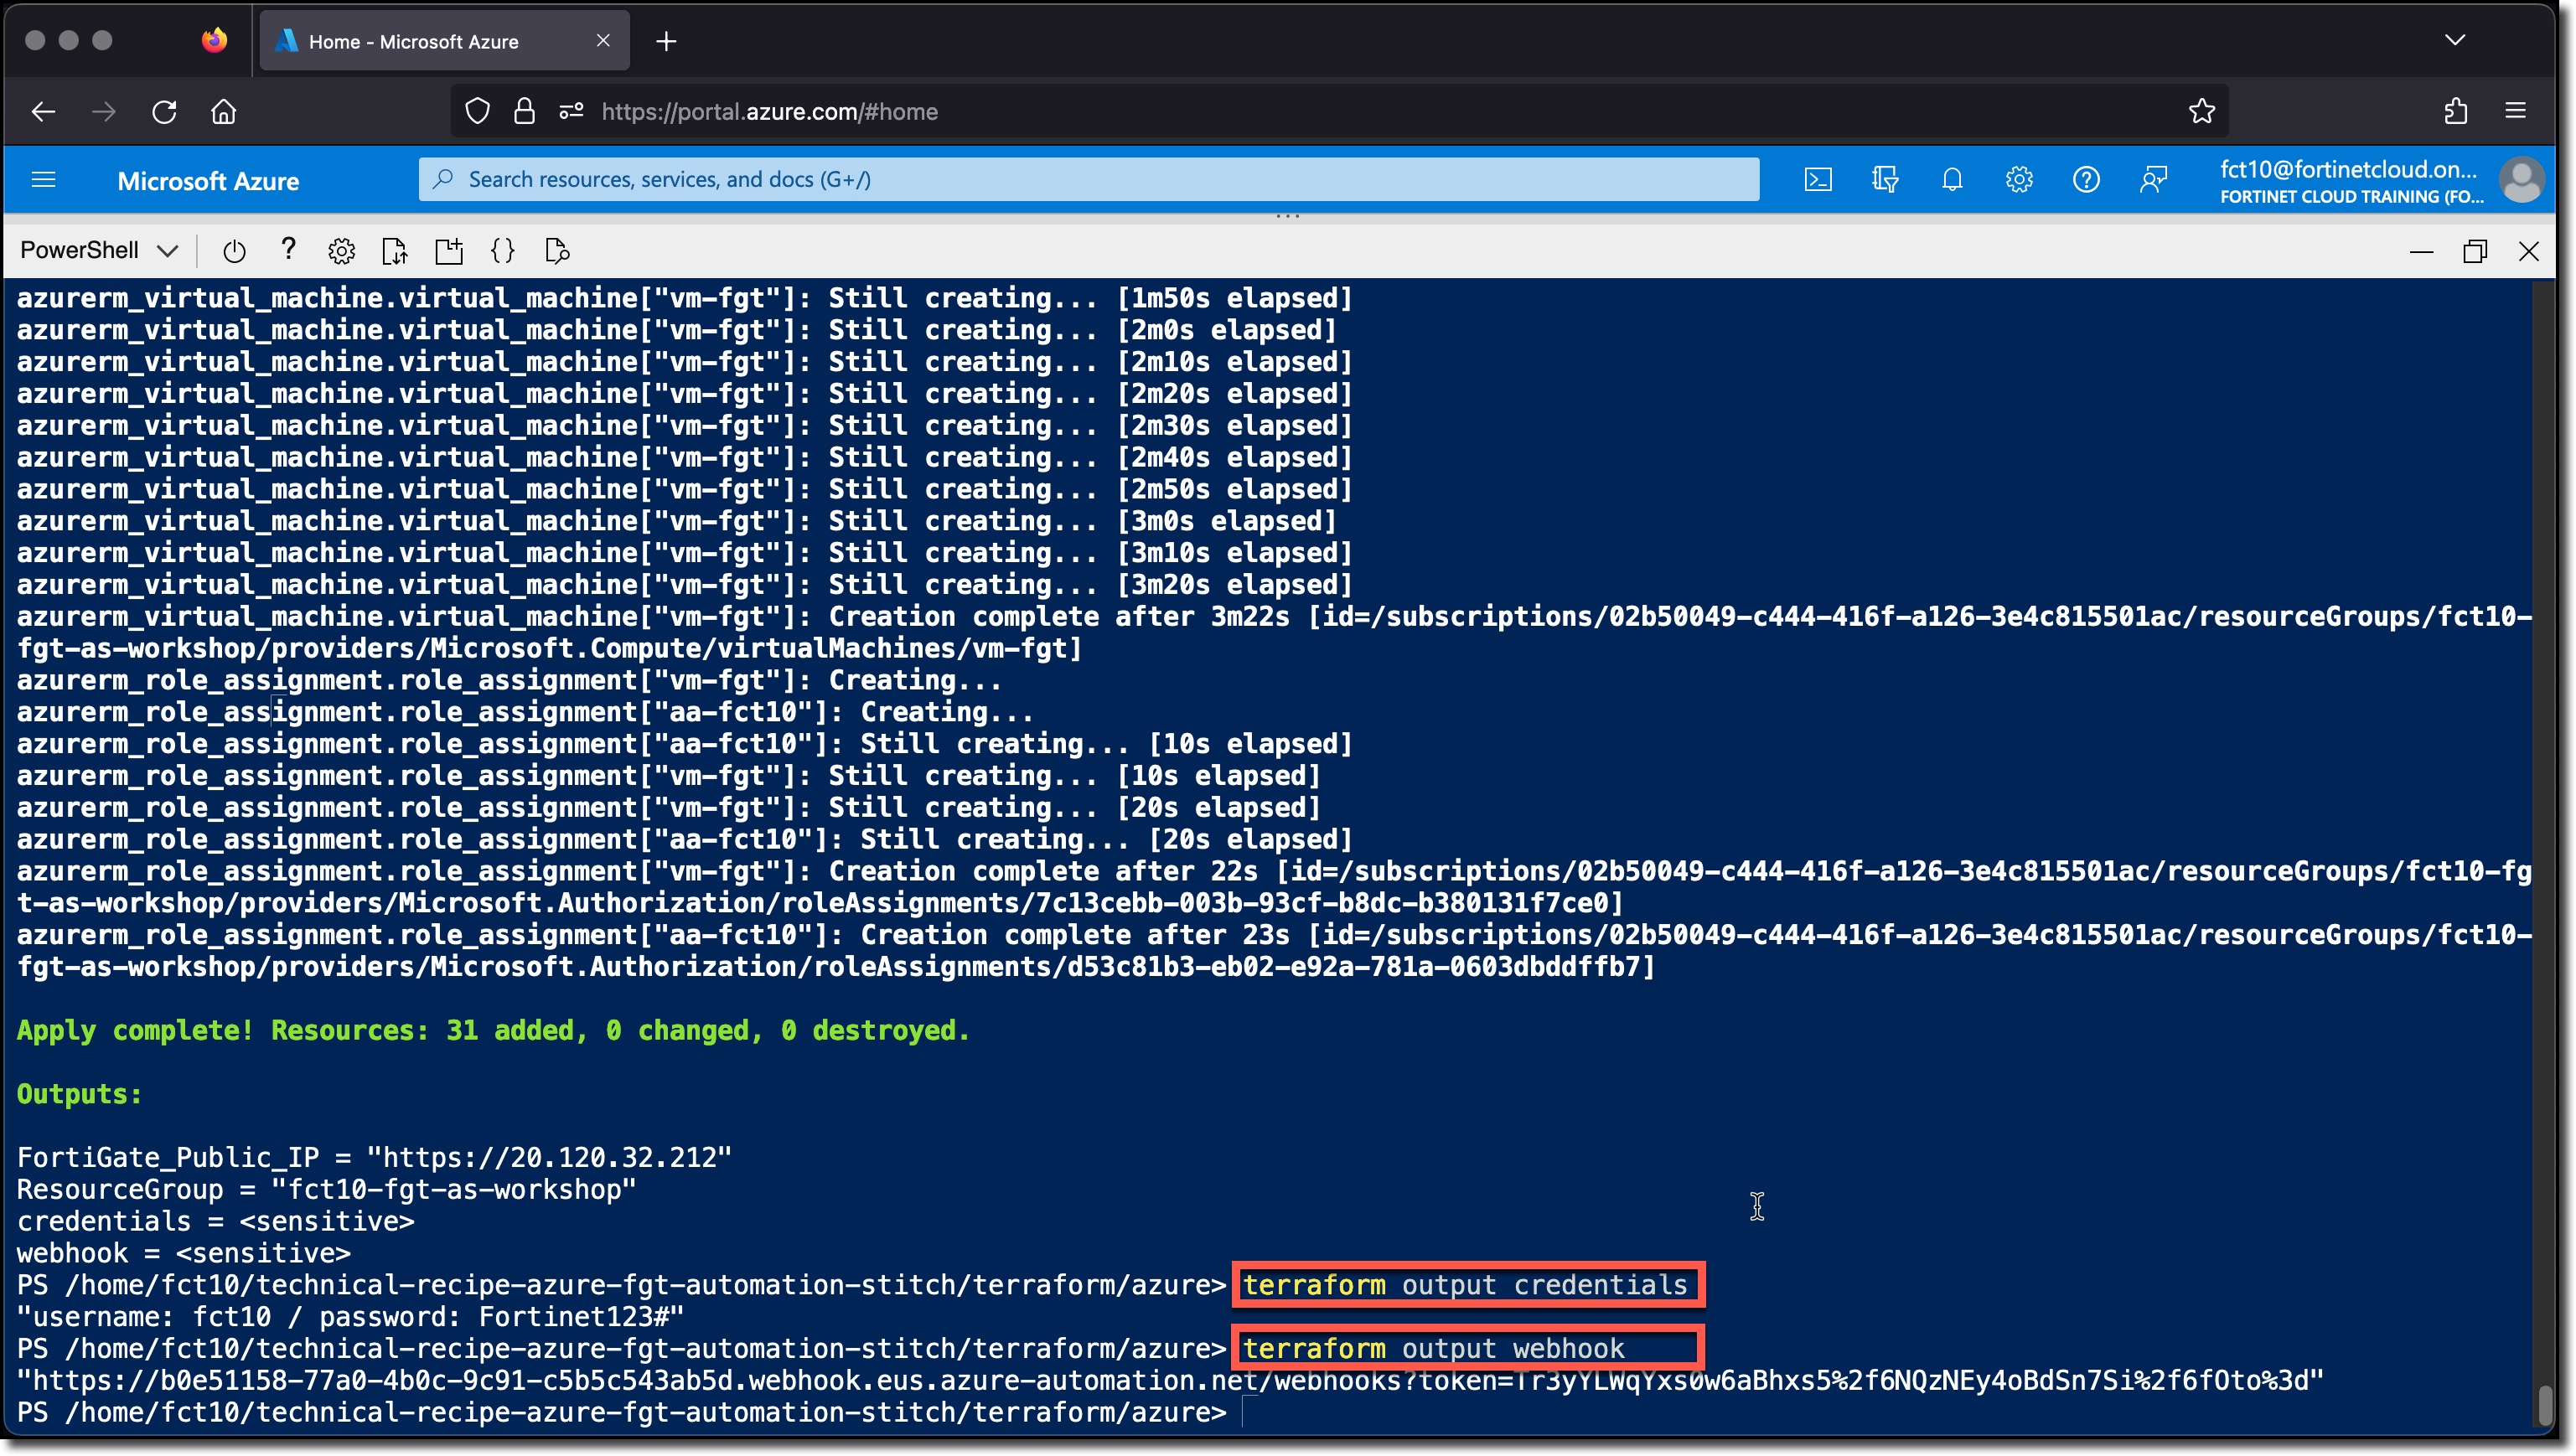 Home - Microsoft Azure
https://portal.azure.com/#home
Microsoft Azure
Search resources, services, and docs (G+/)
fct10@fortinetcloud.on...
FORTINET CLOUD TRAINING (FO...
PowerShell
azurerm_virtual_machine.virtual_machine["vm-fgt"]: Still creating... [1m50s elapsed]
azurerm_virtual_machine.virtual_machine["vm-fgt"]: Still creating... [2m0s elapsed]
azurerm_virtual_machine.virtual_machine["vm-fgt"]: Still creating... [2m10s elapsed]
azurerm_virtual_machine.virtual_machine["vm-fgt"]: Still creating... [2m20s elapsed]
azurerm_virtual_machine.virtual_machine["vm-fgt"]: Still creating... [2m30s elapsed]
azurerm_virtual_machine.virtual_machine["vm-fgt"]: Still creating... [2m40s elapsed]
azurerm_virtual_machine.virtual_machine["vm-fgt"]: Still creating... [2m50s elapsed]
azurerm_virtual_machine.virtual_machine["vm-fgt"]: Still creating... [3m0s elapsed]
azurerm_virtual_machine.virtual_machine["vm-fgt"]: Still creating... [3m10s elapsed]
azurerm_virtual_machine.virtual_machine["vm-fgt"]: Still creating... [3m20s elapsed]
azurerm_virtual_machine.virtual_machine["vm-fgt"]: Creation complete after 3m22s [id=/subscriptions/02b50049-c444-416f-a126-3e4c815501ac/resourceGroups/fct10-
fgt-as-workshop/providers/Microsoft.Compute/virtualMachines/vm-fgt]
azurerm_role_assignment.role_assignment["vm-fgt"]: Creating...
azurerm_role_assignment.role_assignment["aa-fct10"]: Creating...
azurerm_role_assignment.role_assignment["aa-fct10"]: Still creating... [10s elapsed]
azurerm_role_assignment.role_assignment["vm-fgt"]: Still creating... [10s elapsed]
azurerm_role_assignment.role_assignment["vm-fgt"]: Still creating... [20s elapsed]
azurerm_role_assignment.role_assignment["aa-fct10"]: Still creating... [20s elapsed]
azurerm_role_assignment.role_assignment["vm-fgt"]: Creation complete after 22s [id=/subscriptions/02b50049-c444-416f-a126-3e4c815501ac/resourceGroups/fct10-fg
t-as-workshop/providers/Microsoft.Authorization/roleAssignments/7c13cebb-003b-93cf-b8dc-b380131f7ce0]
azurerm_role_assignment.role_assignment["aa-fct10"]: Creation complete after 23s [id=/subscriptions/02b50049-c444-416f-a126-3e4c815501ac/resourceGroups/fct10-
fgt-as-workshop/providers/Microsoft.Authorization/roleAssignments/d53c81b3-eb02-e92a-781a-0603dbddffb7]
Apply complete! Resources: 31 added, 0 changed, 0 destroyed.
Outputs:
FortiGate_Public_IP = "https://20.120.32.212"
ResourceGroup = "fct10-fgt-as-workshop"
credentials = <sensitive>
webhook = <sensitive>
PS /home/fct10/technical-recipe-azure-fgt-automation-stitch/terraform/azure> terraform output credentials
"username: fct10 / password: Fortinet123#"
PS /home/fct10/technical-recipe-azure-fgt-automation-stitch/terraform/azure> terraform output webhook
"https://b0e51158-77a0-4b0c-9c91-c5b5c543ab5d.webhook.eus.azure-automation.net/webhooks?token=Tr3yYLWqYxs0w6aBhxs5%2f6NQzNEy4oBdSn7Si%2f6fOto%3d"
PS /home/fct10/technical-recipe-azure-fgt-automation-stitch/terraform/azure>